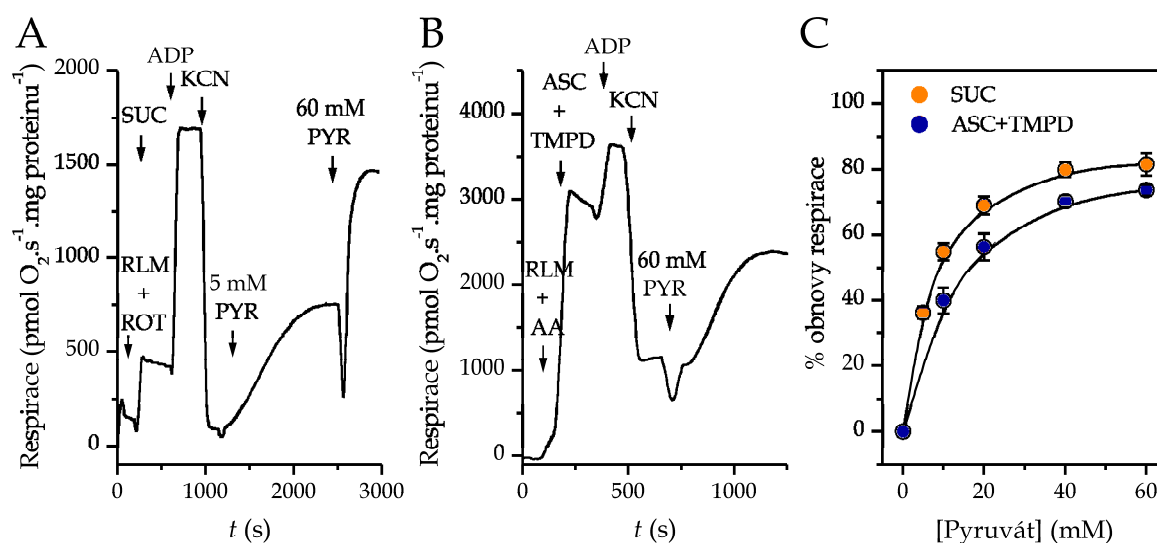 A
Respirace (pmol O₂.s⁻¹.mg proteinu⁻¹)
2000
1500
1000
500
0
0
1000
2000
3000
t (s)
ADP
SUC
KCN
RLM
+
ROT
5 mM
PYR
60 mM
PYR
B
Respirace (pmol O₂.s⁻¹.mg proteinu⁻¹)
4000
3000
2000
1000
0
0
500
1000
t (s)
ADP
ASC
+
TMPD
KCN
RLM
+
AA
60 mM
PYR
C
% obnovy respirace
100
80
60
40
20
0
0
20
40
60
[Pyruvát] (mM)
SUC
ASC+TMPD